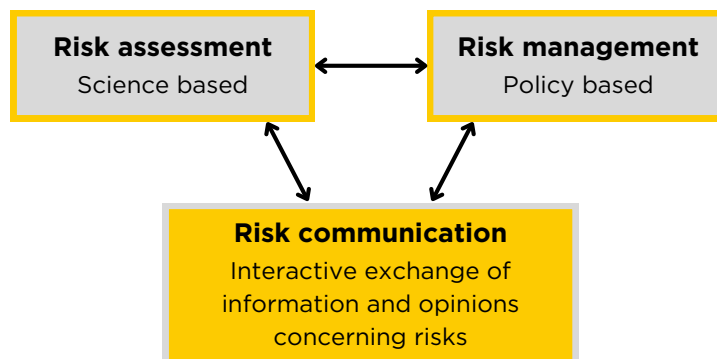 Risk assessment
Science based
Risk management
Policy based
Risk communication
Interactive exchange of
information and opinions
concerning risks